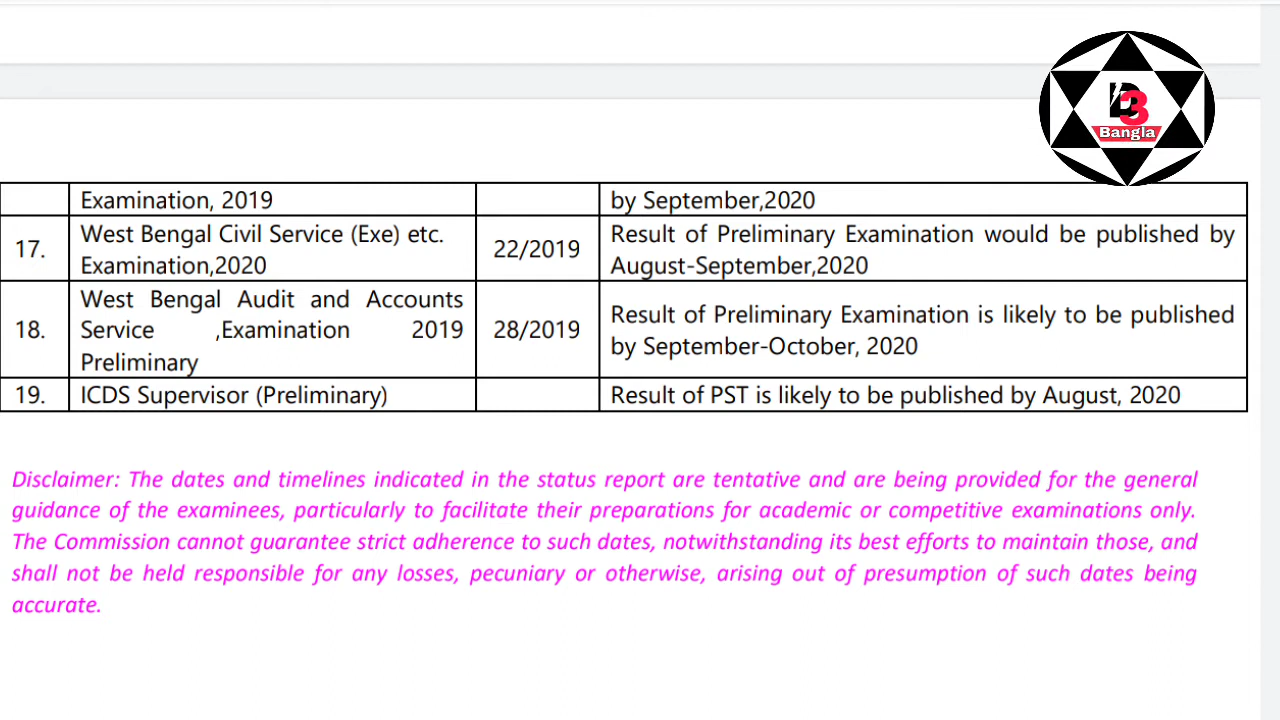 B3
Bangla
Examination, 2019
by September,2020
17.
West Bengal Civil Service (Exe) etc.
Examination,2020
22/2019
Result of Preliminary Examination would be published by
August-September,2020
18.
West Bengal Audit and Accounts
Service ,Examination 2019
Preliminary
28/2019
Result of Preliminary Examination is likely to be published
by September-October, 2020
19.
ICDS Supervisor (Preliminary)
Result of PST is likely to be published by August, 2020
Disclaimer: The dates and timelines indicated in the status report are tentative and are being provided for the general
guidance of the examinees, particularly to facilitate their preparations for academic or competitive examinations only.
The Commission cannot guarantee strict adherence to such dates, notwithstanding its best efforts to maintain those, and
shall not be held responsible for any losses, pecuniary or otherwise, arising out of presumption of such dates being
accurate.